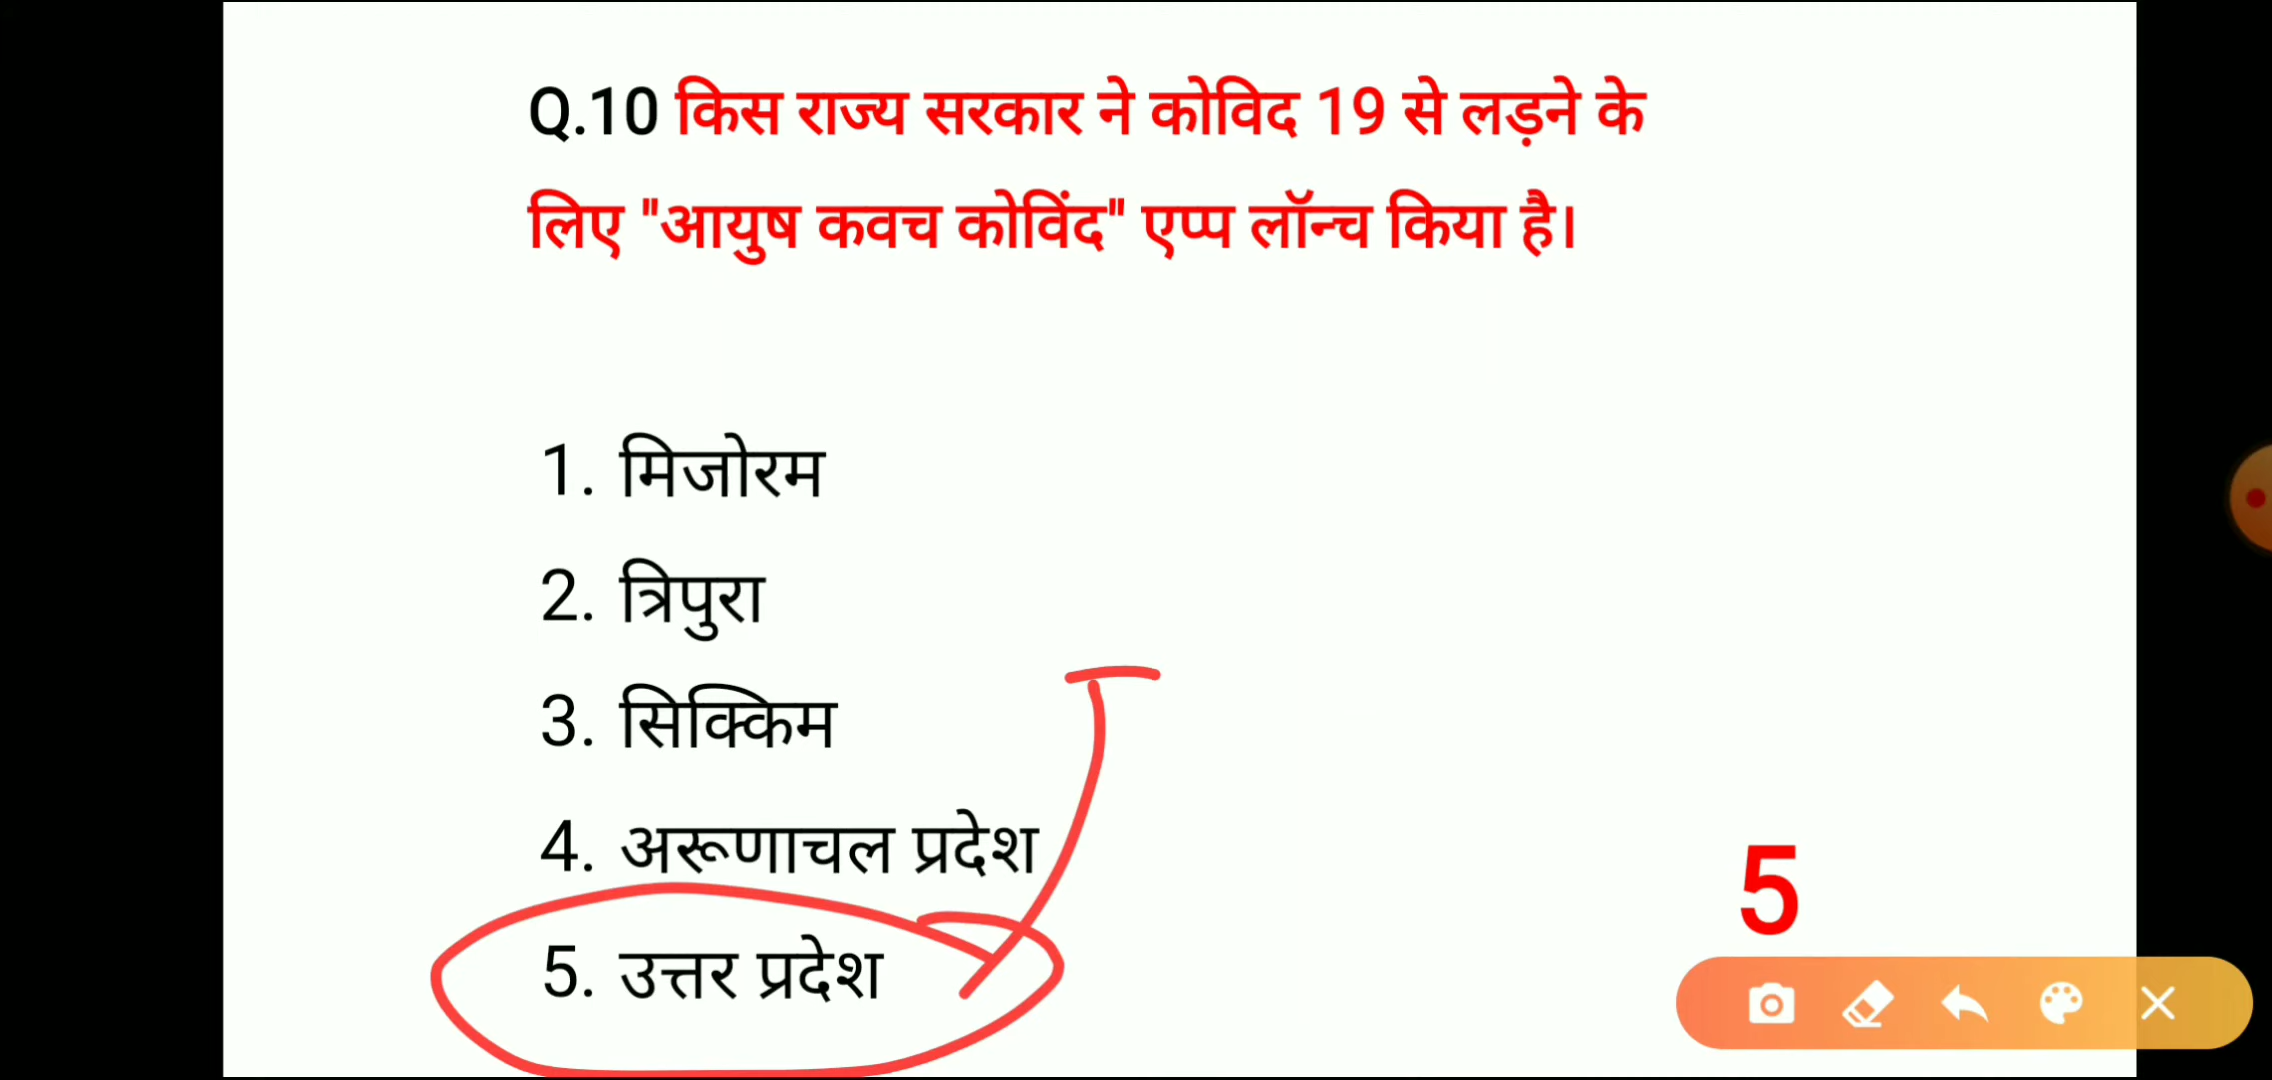 Q.10 किस राज्य सरकार ने कोविद 19 से लड़ने के
लिए "आयुष कवच कोविंद" एप्प लॉन्च किया है।
1. मिजोरम
2. त्रिपुरा
3. सिक्किम
4. अरूणाचल प्रदेश
5. उत्तर प्रदेश
5